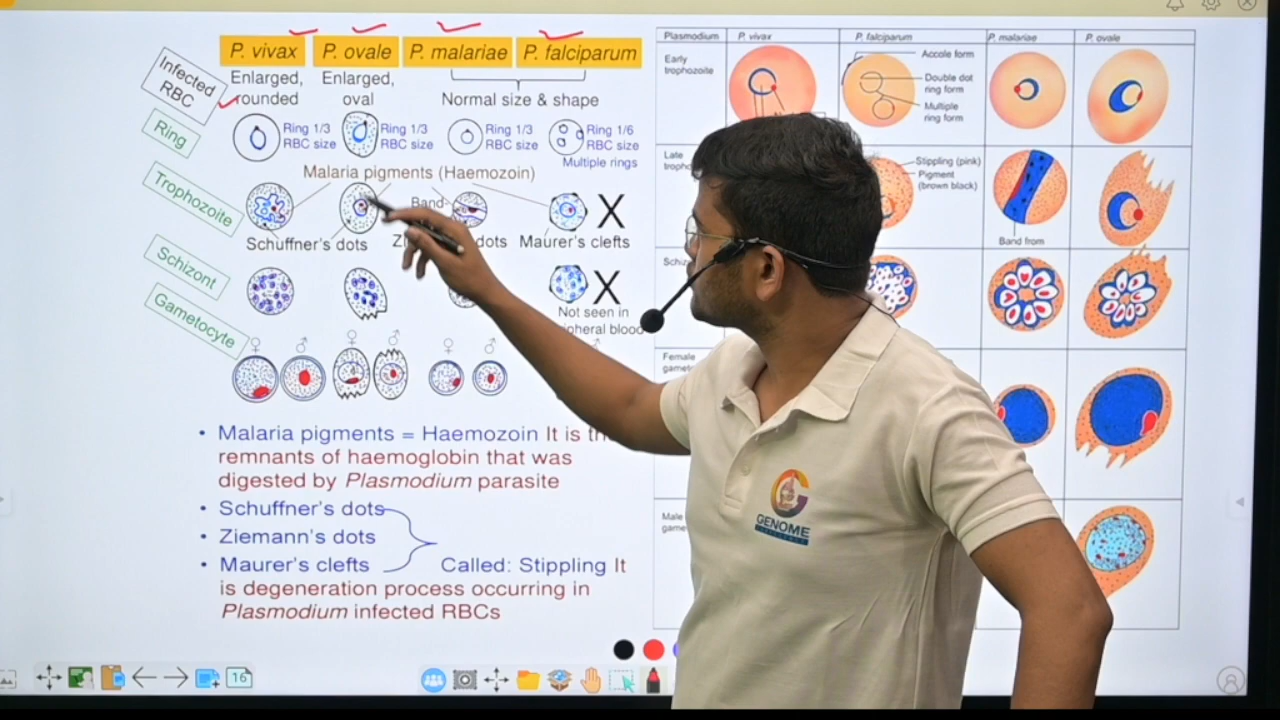 P. vivax P. ovale P. malariae P. falciparum
Infected RBC
Enlarged, rounded
Enlarged, oval
Normal size & shape
Ring
Ring 1/3 RBC size
Ring 1/3 RBC size
Ring 1/3 RBC size
Ring 1/6 RBC size
Multiple rings
Malaria pigments (Haemozoin)
Trophozoite
Band
X
Schuffner's dots
dots
Maurer's clefts
Schizont
X
Not seen in
blood
Gametocyte
♀ ♂ ♀ ♂ ♀ ♂
• Malaria pigments = Haemozoin It is
remnants of haemoglobin that was
digested by Plasmodium parasite
• Schuffner's dots
• Ziemann's dots
• Maurer's clefts Called: Stippling It
is degeneration process occurring in
Plasmodium infected RBCs
16
Plasmodium P. vivax P. falciparum P. malariae P. ovale
Early trophozoite
Accole form
Double dot ring form
Multiple ring form
Late
Stippling (pink)
Pigment (brown black)
Band from
Female
Male
GENOME